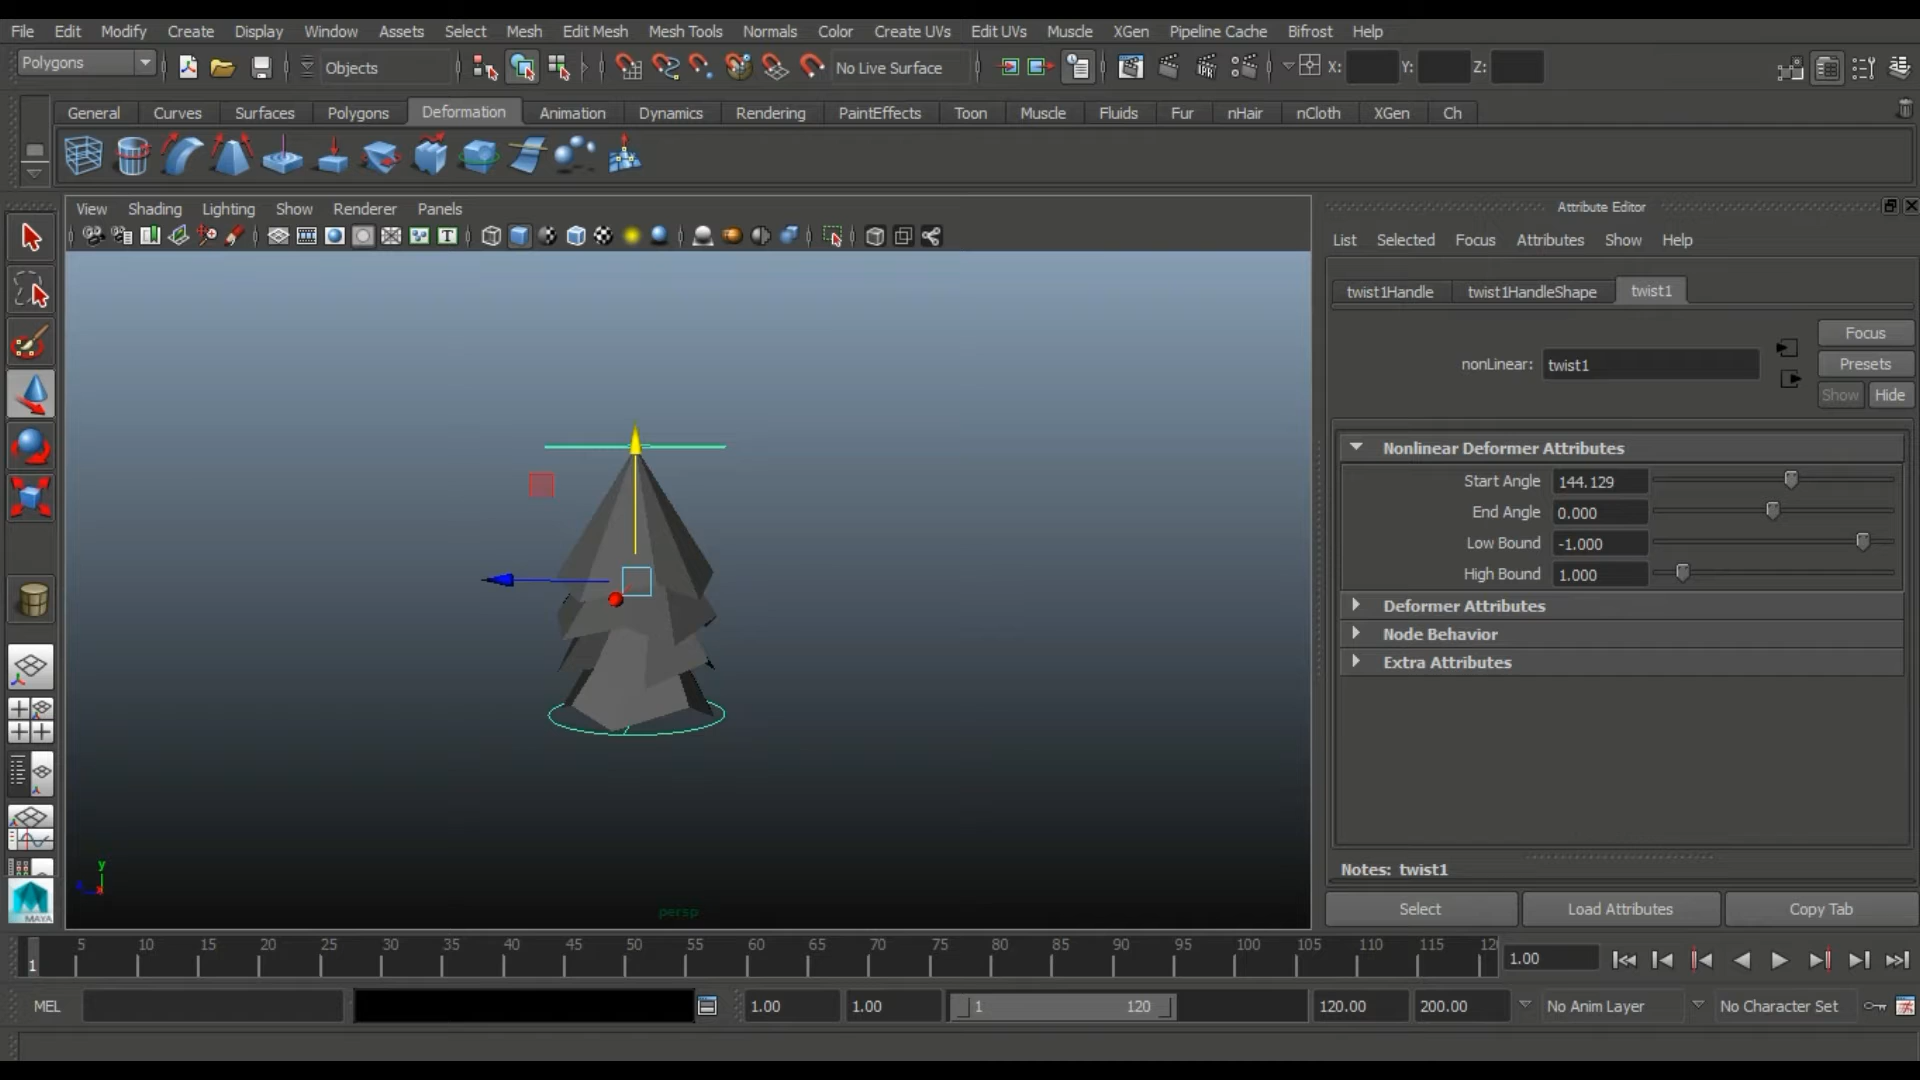 File Edit Modify Create Display Window Assets Select Mesh Edit Mesh Mesh Tools Normals Color Create UVs Edit UVs Muscle XGen Pipeline Cache Bifrost Help
Polygons Objects No Live Surface X: Y: Z:
General Curves Surfaces Polygons Deformation Animation Dynamics Rendering PaintEffects Toon Muscle Fluids Fur nHair nCloth XGen Ch
View Shading Lighting Show Renderer Panels
Attribute Editor
List Selected Focus Attributes Show Help
twist1Handle twist1HandleShape twist1
Focus
nonLinear: twist1
Presets
Show Hide
Nonlinear Deformer Attributes
Start Angle 144.129
End Angle 0.000
Low Bound -1.000
High Bound 1.000
Deformer Attributes
Node Behavior
Extra Attributes
Notes: twist1
Select Load Attributes Copy Tab
y
persp
MAYA
1 5 10 15 20 25 30 35 40 45 50 55 60 65 70 75 80 85 90 95 100 105 110 115 12 1.00
MEL 1.00 1.00 1 120 120.00 200.00 No Anim Layer No Character Set